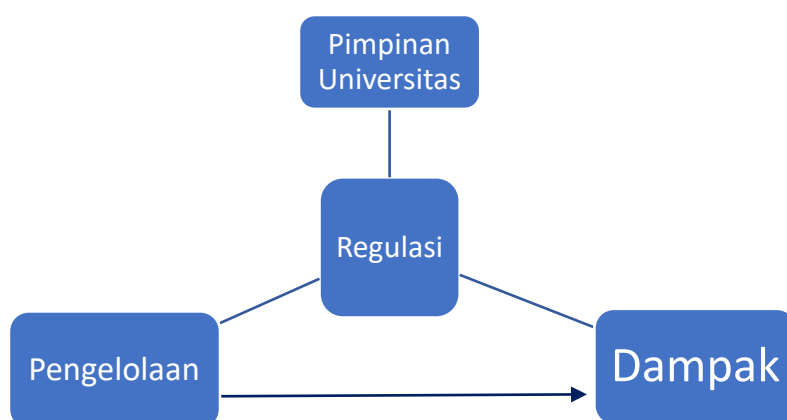 Pimpinan
Universitas
Regulasi
Pengelolaan
Dampak